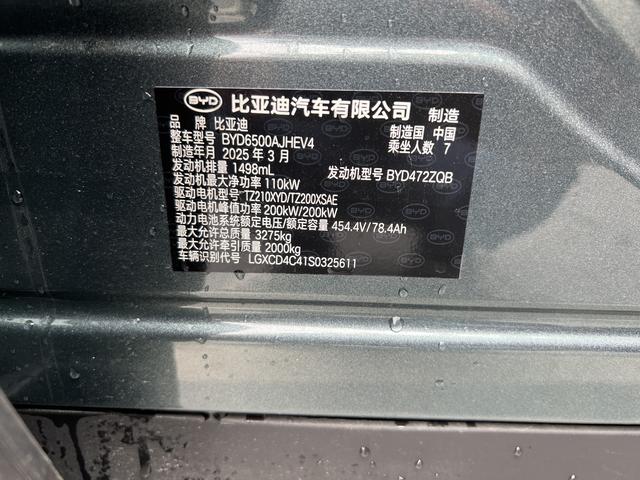 BYD 比亚迪汽车有限公司 制造
品牌 比亚迪 制造国 中国
整车型号 BYD6500AJHEV4 乘坐人数 7
制造年月 2025 年 3 月
发动机排量 1498mL 发动机型号 BYD472ZQB
发动机最大净功率 110kW
驱动电机型号 TZ210XYD/TZ200XSAE
驱动电机峰值功率 200kW/200kW
动力电池系统额定电压/额定容量 454.4V/78.4Ah
最大允许总质量 3275kg
最大允许牵引质量 2000kg
车辆识别代号 LGXCD4C41S0325611